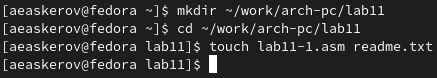 [aeaskerov@fedora ~]$ mkdir ~/work/arch-pc/lab11
[aeaskerov@fedora ~]$ cd ~/work/arch-pc/lab11
[aeaskerov@fedora lab11]$ touch lab11-1.asm readme.txt
[aeaskerov@fedora lab11]$